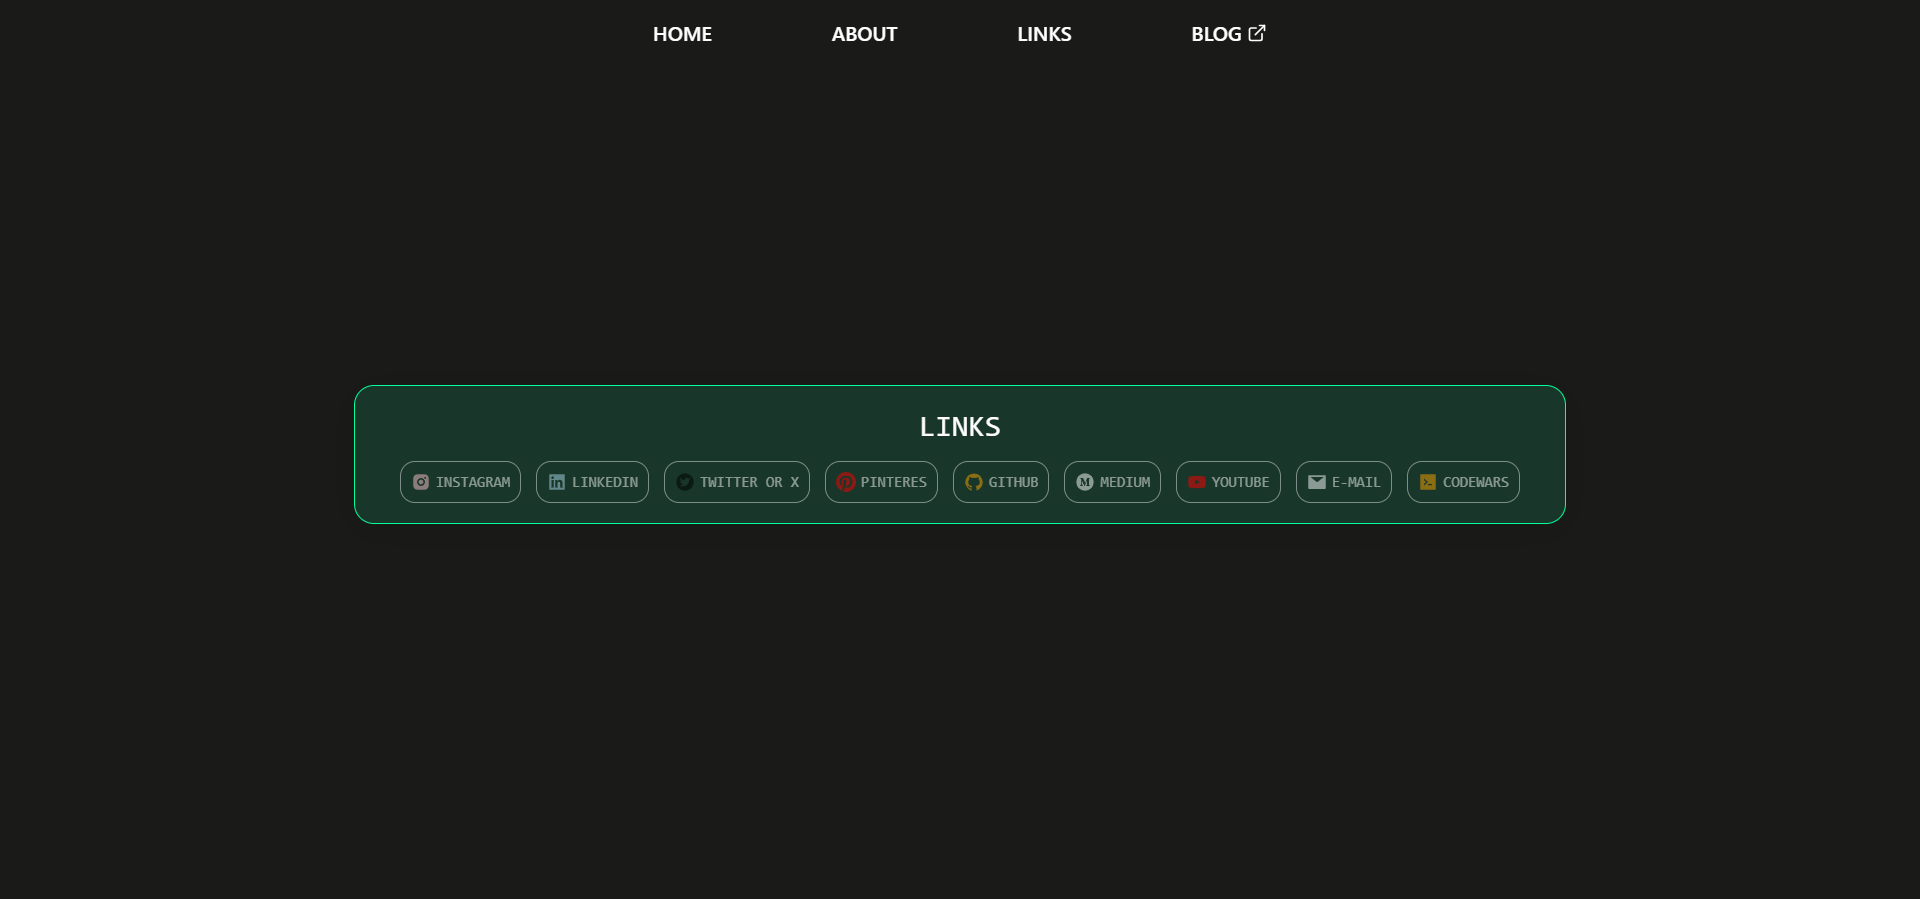 HOME ABOUT LINKS BLOG
LINKS
INSTAGRAM LINKEDIN TWITTER OR X PINTERES GITHUB MEDIUM YOUTUBE E-MAIL CODEWARS